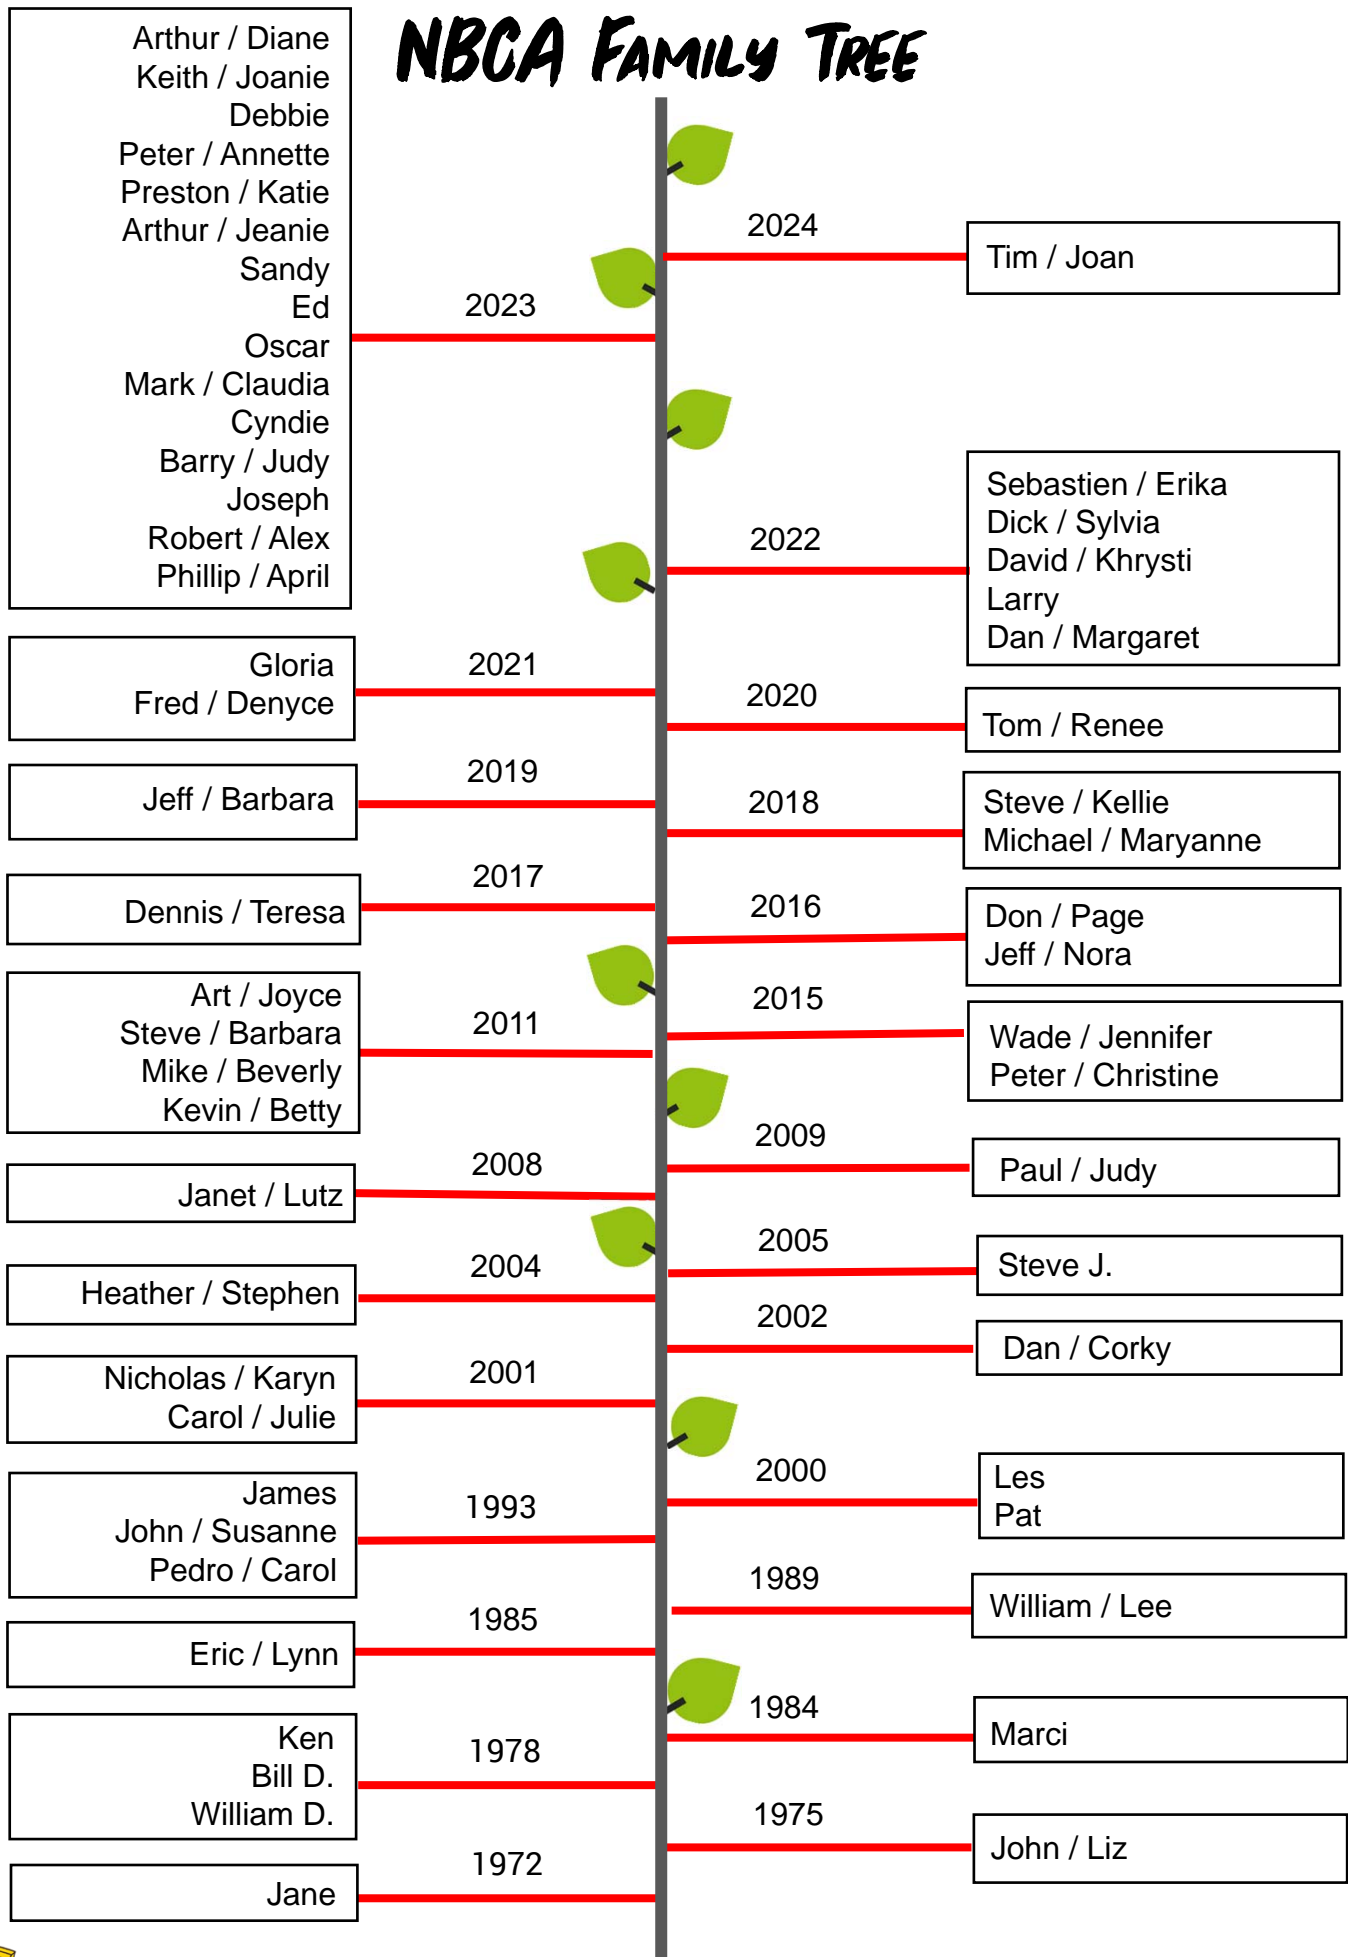 NBCA Family Tree
Arthur / Diane
Keith / Joanie
Debbie
Peter / Annette
Preston / Katie
Arthur / Jeanie
Sandy
Ed
Oscar
Mark / Claudia
Cyndie
Barry / Judy
Joseph
Robert / Alex
Phillip / April
2024
Tim / Joan
2023
2022
Sebastien / Erika
Dick / Sylvia
David / Khrysti
Larry
Dan / Margaret
2021
Gloria
Fred / Denyce
2020
Tom / Renee
2019
Jeff / Barbara
2018
Steve / Kellie
Michael / Maryanne
2017
Dennis / Teresa
2016
Don / Page
Jeff / Nora
2015
Wade / Jennifer
Peter / Christine
2011
Art / Joyce
Steve / Barbara
Mike / Beverly
Kevin / Betty
2009
Paul / Judy
2008
Janet / Lutz
2005
Steve J.
2004
Heather / Stephen
2002
Dan / Corky
2001
Nicholas / Karyn
Carol / Julie
2000
Les
Pat
1993
James
John / Susanne
Pedro / Carol
1989
William / Lee
1985
Eric / Lynn
1984
Marci
1978
Ken
Bill D.
William D.
1975
John / Liz
1972
Jane